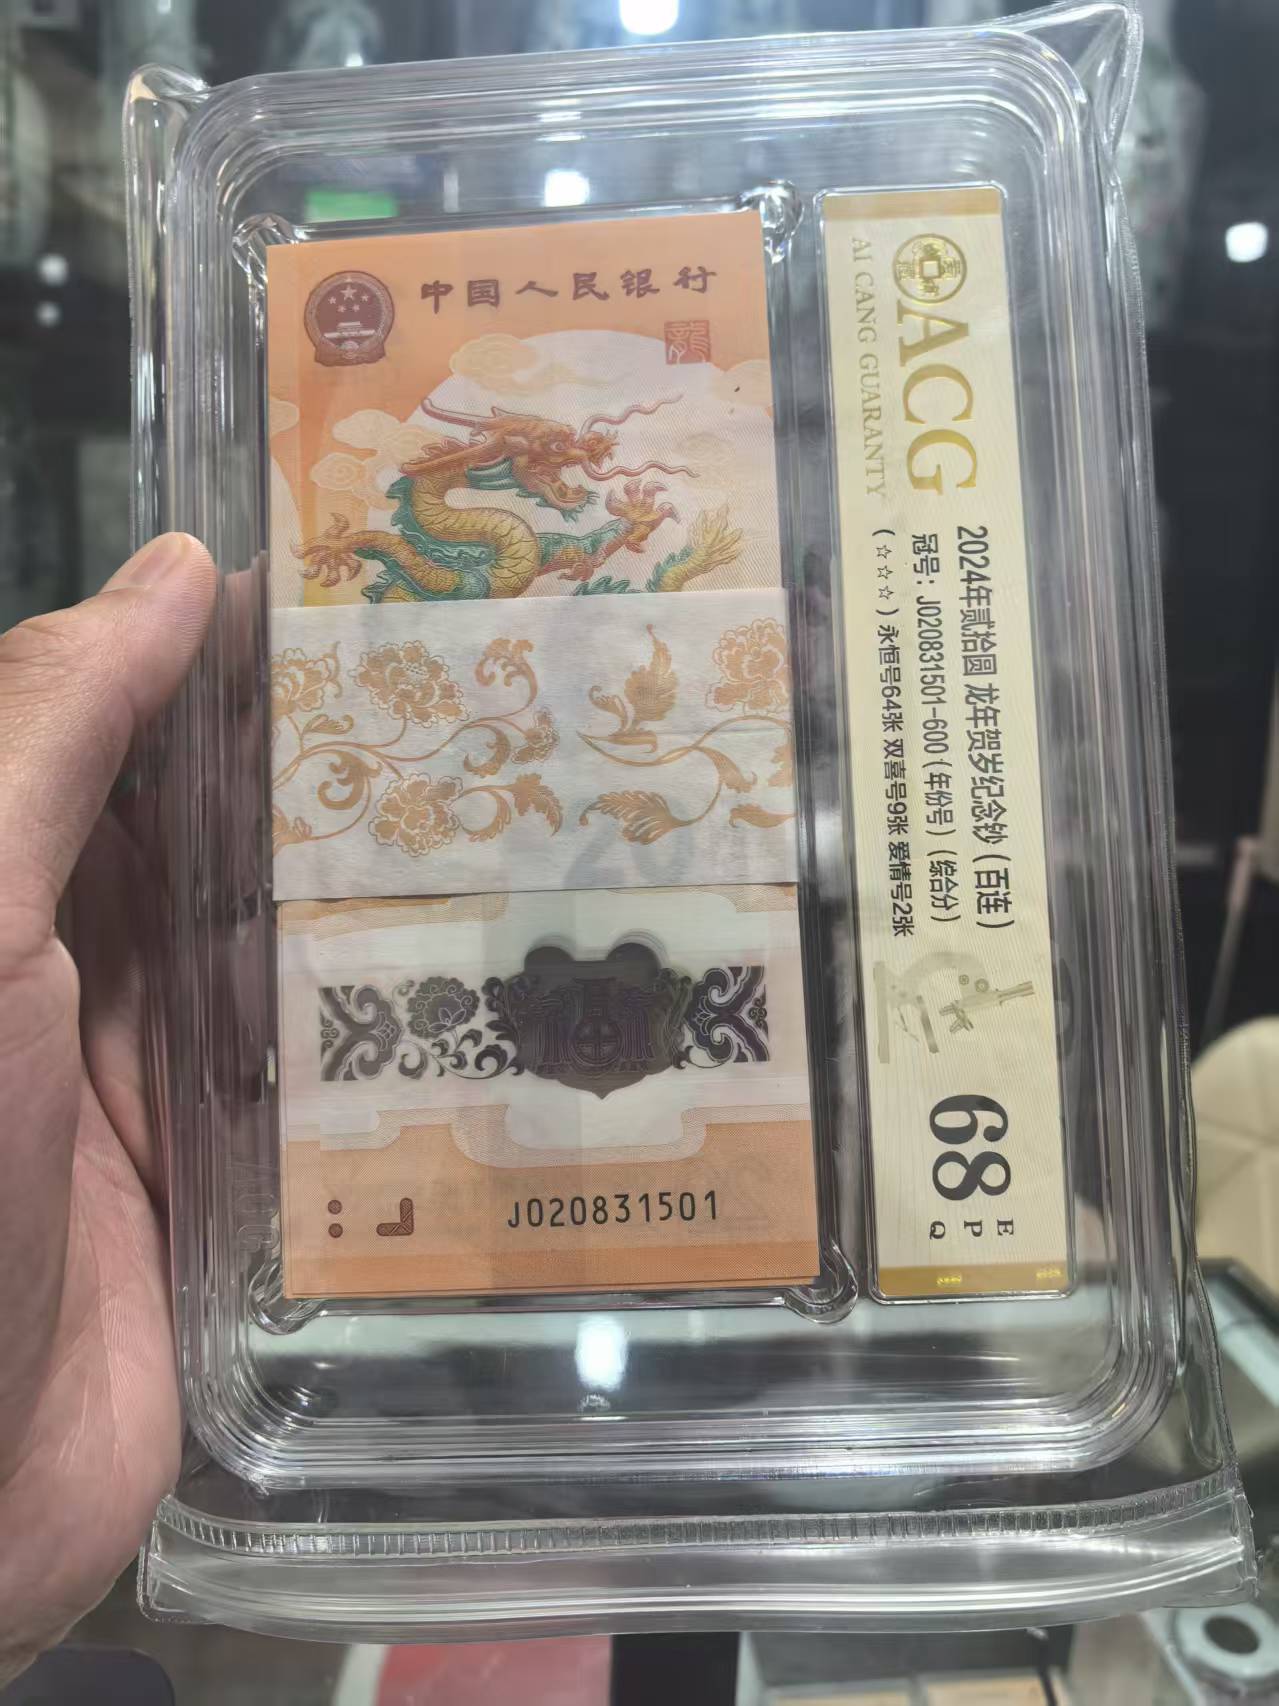 中国人民银行
龍
J020831501
ACG
AI CANG GUARANTY
2024年贰拾圆 龙年贺岁纪念钞(百连)
冠号:J020831501-600(年份号)(综合分)
(☆☆☆)永恒号64张 双喜号9张 爱情号2张
68
E
P
Q